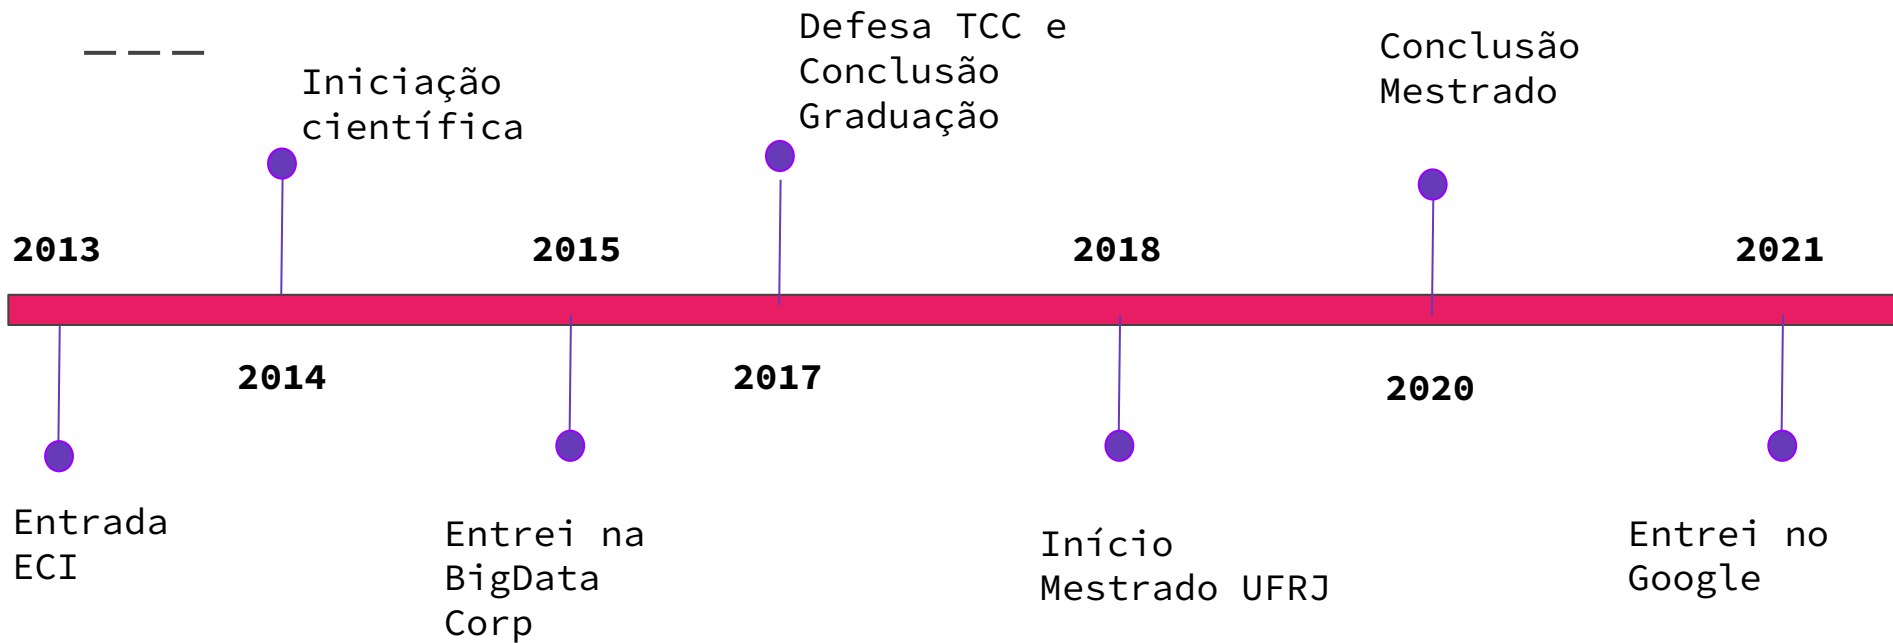 Iniciação
científica
Defesa TCC e
Conclusão
Graduação
Conclusão
Mestrado
2013
2015
2018
2021
2014
2017
2020
Entrada
ECI
Entrei na
BigData
Corp
Início
Mestrado UFRJ
Entrei no
Google